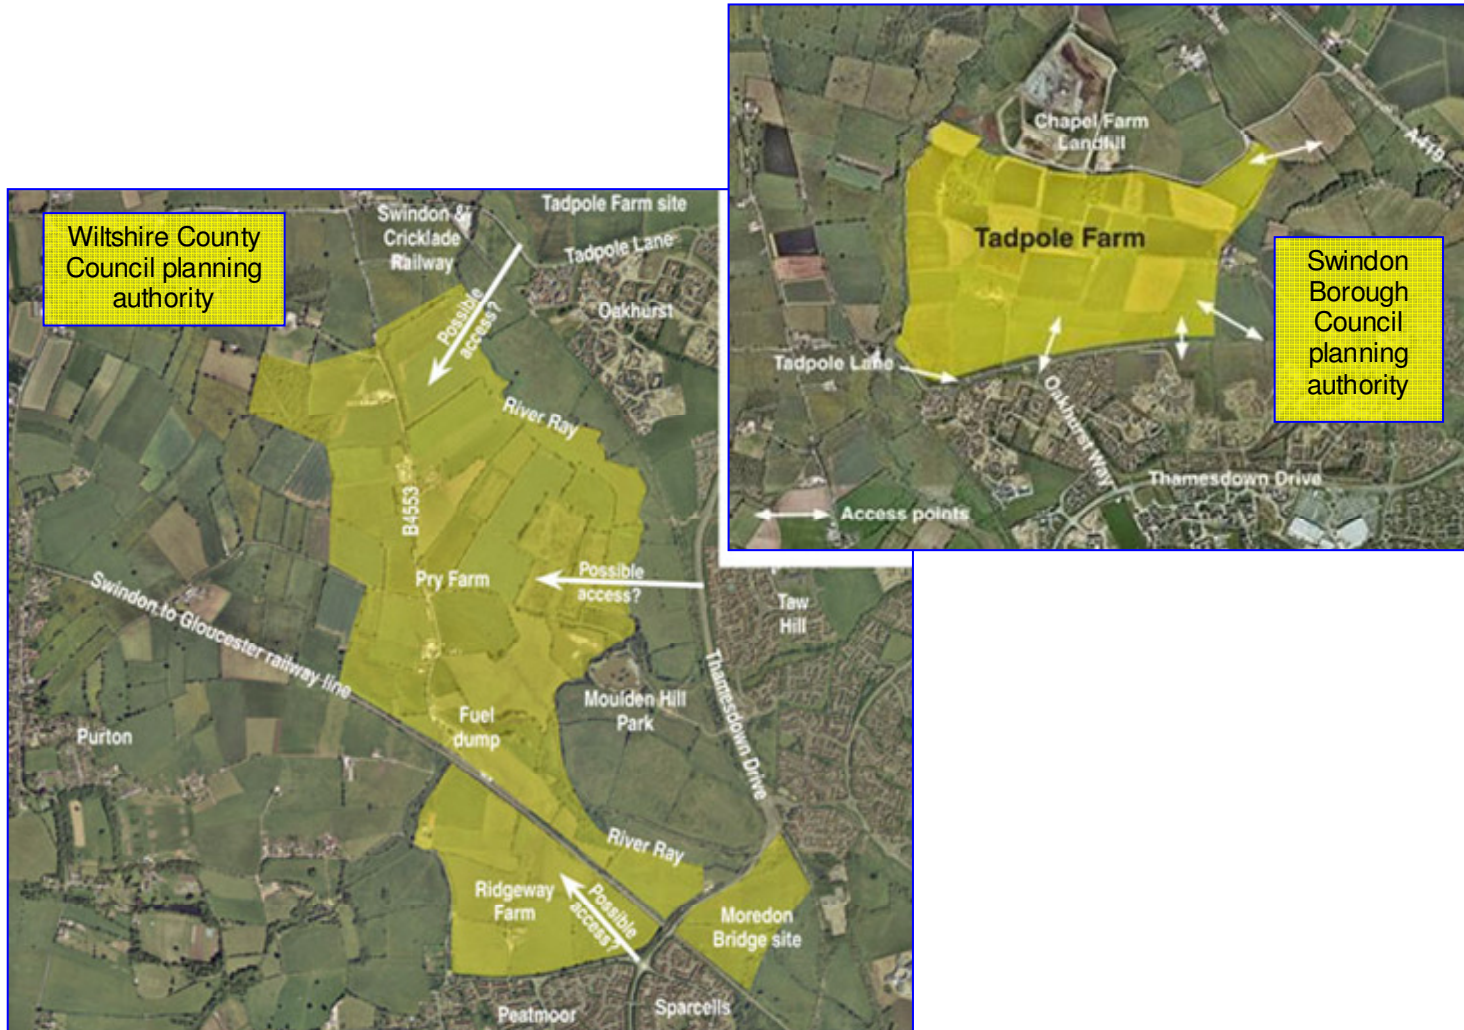 Wiltshire County
Council planning
authority
Swindon &
Cricklade
Railway
Tadpole Farm site
Tadpole Lane
Oakhurst
Possible
access?
River Ray
B4553
Pry Farm
Possible
access?
Taw
Hill
Swindon to Gloucester railway line
Thamesdown Drive
Moulden Hill
Park
Fuel
dump
Purton
River Ray
Ridgeway
Farm
Possible
access?
Moredon
Bridge site
Peatmoor
Sparcells
Chapel Farm
Landfill
A419
Tadpole Farm
Swindon
Borough
Council
planning
authority
Tadpole Lane
Oakhurst Way
Thamesdown Drive
Access points